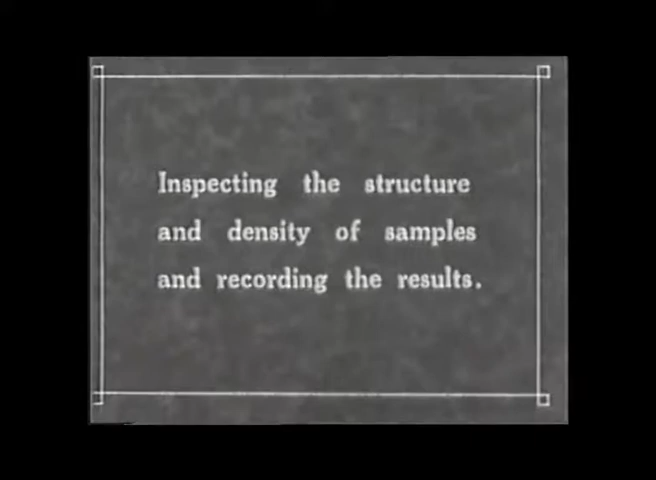 Inspecting the structure
and density of samples
and recording the results.